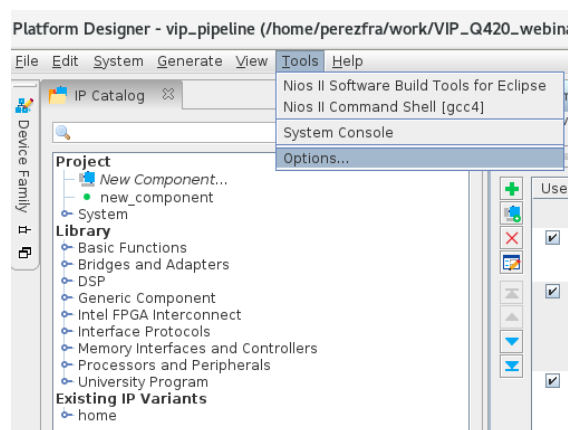 Platform Designer - vip_pipeline (/home/perezfra/work/VIP_Q420_webina
File Edit System Generate View Tools Help
IP Catalog
Nios II Software Build Tools for Eclipse
Nios II Command Shell [gcc4]
System Console
Options...
Device Family
Project
New Component...
new_component
System
Library
Basic Functions
Bridges and Adapters
DSP
Generic Component
Intel FPGA Interconnect
Interface Protocols
Memory Interfaces and Controllers
Processors and Peripherals
University Program
Existing IP Variants
home
Use